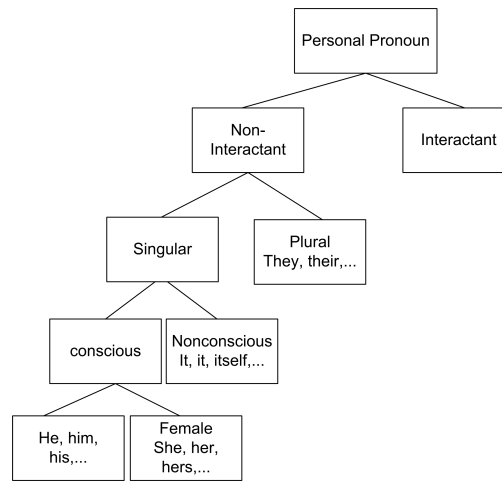 Personal Pronoun
Non-
Interactant
Interactant
Singular
Plural
They, their,...
conscious
Nonconscious
It, it, itself,...
He, him,
his,...
Female
She, her,
hers,...